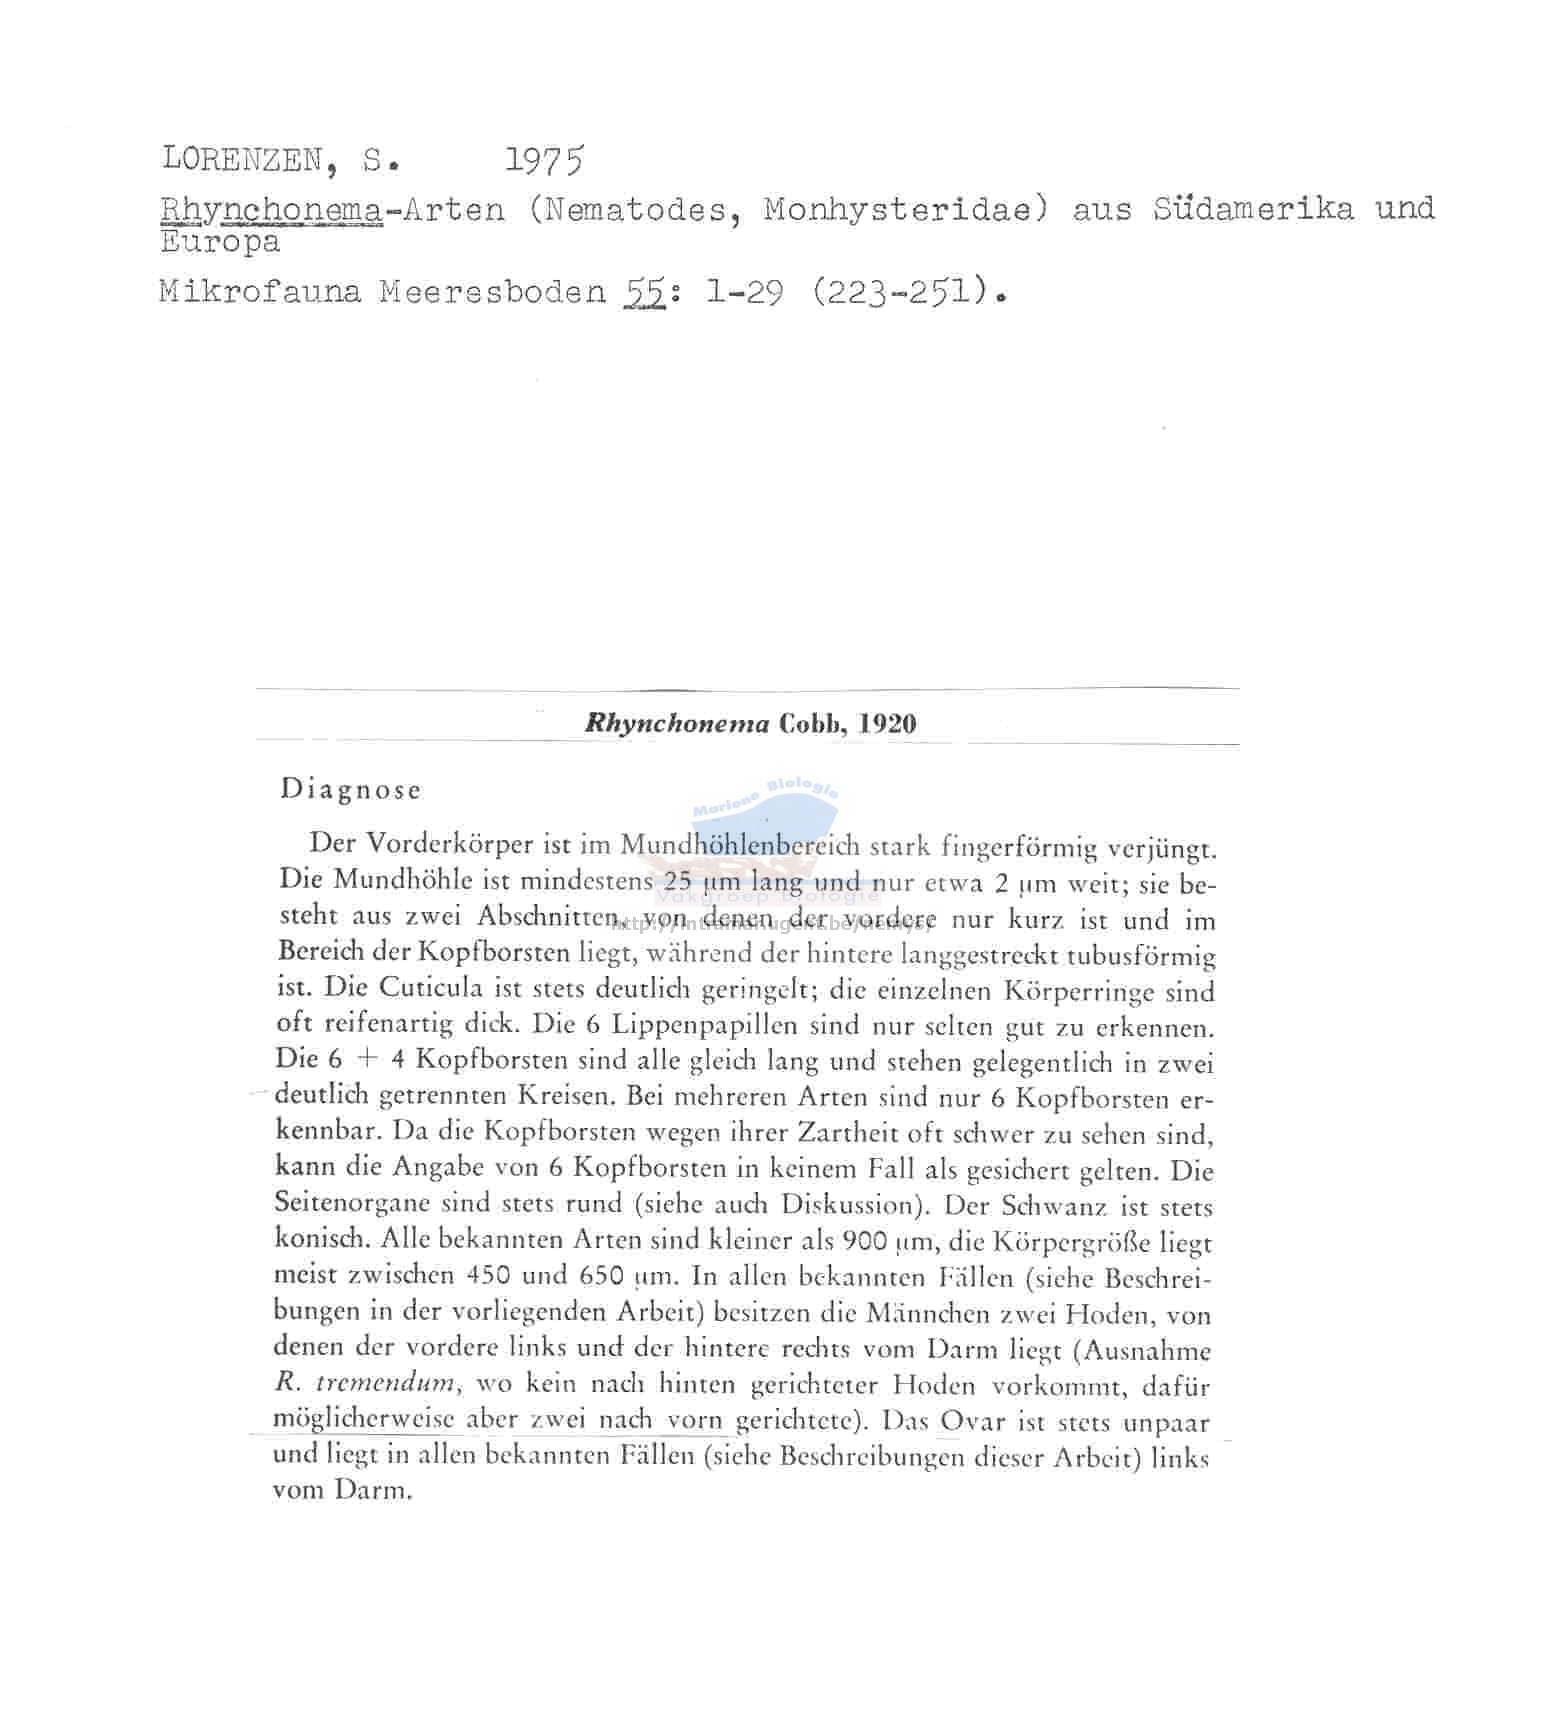 LORENZEN, S. 1975
Rhynchonema-Arten (Nematodes, Monhysteridae) aus Südamerika und
Europa
Mikrofauna Meeresboden 55: 1-29 (223-251).
Rhynchonema Cobb, 1920
Diagnose
Mariene Biologie
Der Vorderkörper ist im Mundhöhlenbereich stark fingerförmig verjüngt.
Die Mundhöhle ist mindestens 25 µm lang und nur etwa 2 µm weit; sie be-
Vakgroep Biologie
steht aus zwei Abschnitten, von denen der vordere nur kurz ist und im
Bereich der Kopfborsten liegt, während der hintere langgestreckt tubusförmig
ist. Die Cuticula ist stets deutlich geringelt; die einzelnen Körperringe sind
oft reifenartig dick. Die 6 Lippenpapillen sind nur selten gut zu erkennen.
Die 6 + 4 Kopfborsten sind alle gleich lang und stehen gelegentlich in zwei
deutlich getrennten Kreisen. Bei mehreren Arten sind nur 6 Kopfborsten er-
kennbar. Da die Kopfborsten wegen ihrer Zartheit oft schwer zu sehen sind,
kann die Angabe von 6 Kopfborsten in keinem Fall als gesichert gelten. Die
Seitenorgane sind stets rund (siehe auch Diskussion). Der Schwanz ist stets
konisch. Alle bekannten Arten sind kleiner als 900 µm, die Körpergröße liegt
meist zwischen 450 und 650 µm. In allen bekannten Fällen (siehe Beschrei-
bungen in der vorliegenden Arbeit) besitzen die Männchen zwei Hoden, von
denen der vordere links und der hintere rechts vom Darm liegt (Ausnahme
R. tremendum, wo kein nach hinten gerichteter Hoden vorkommt, dafür
möglicherweise aber zwei nach vorn gerichtete). Das Ovar ist stets unpaar
und liegt in allen bekannten Fällen (siehe Beschreibungen dieser Arbeit) links
vom Darm.